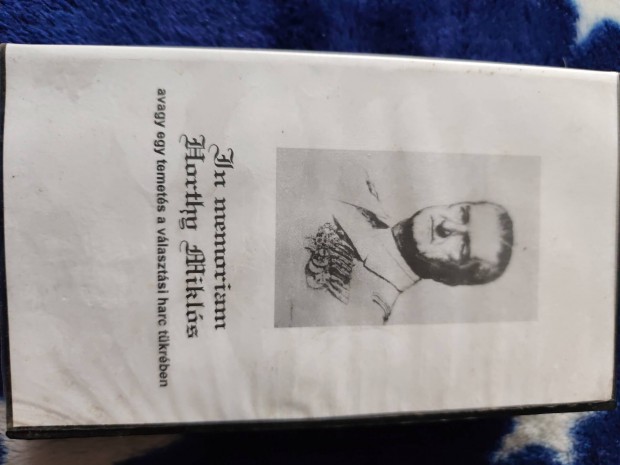 In memoriam
Horthy Miklós
avagy egy temetés a választási harc tükrében